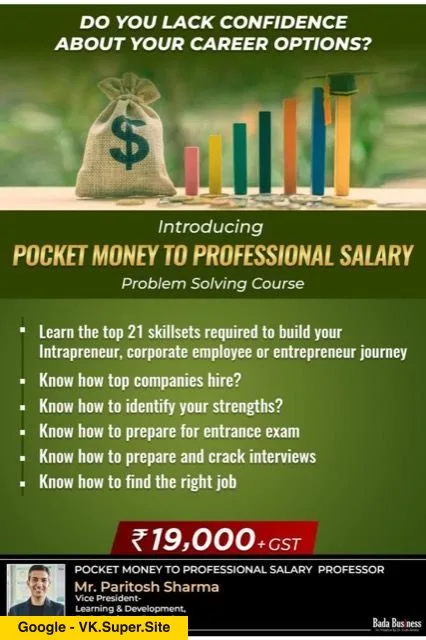 DO YOU LACK CONFIDENCE
ABOUT YOUR CAREER OPTIONS?
$
Introducing
POCKET MONEY TO PROFESSIONAL SALARY
Problem Solving Course
Learn the top 21 skillsets required to build your
Intrapreneur, corporate employee or entrepreneur journey
Know how top companies hire?
Know how to identify your strengths?
Know how to prepare for entrance exam
Know how to prepare and crack interviews
Know how to find the right job
₹19,000+GST
POCKET MONEY TO PROFESSIONAL SALARY PROFESSOR
Mr. Paritosh Sharma
Vice President-
Learning & Development,
Bada Business
Google - VK.Super.Site